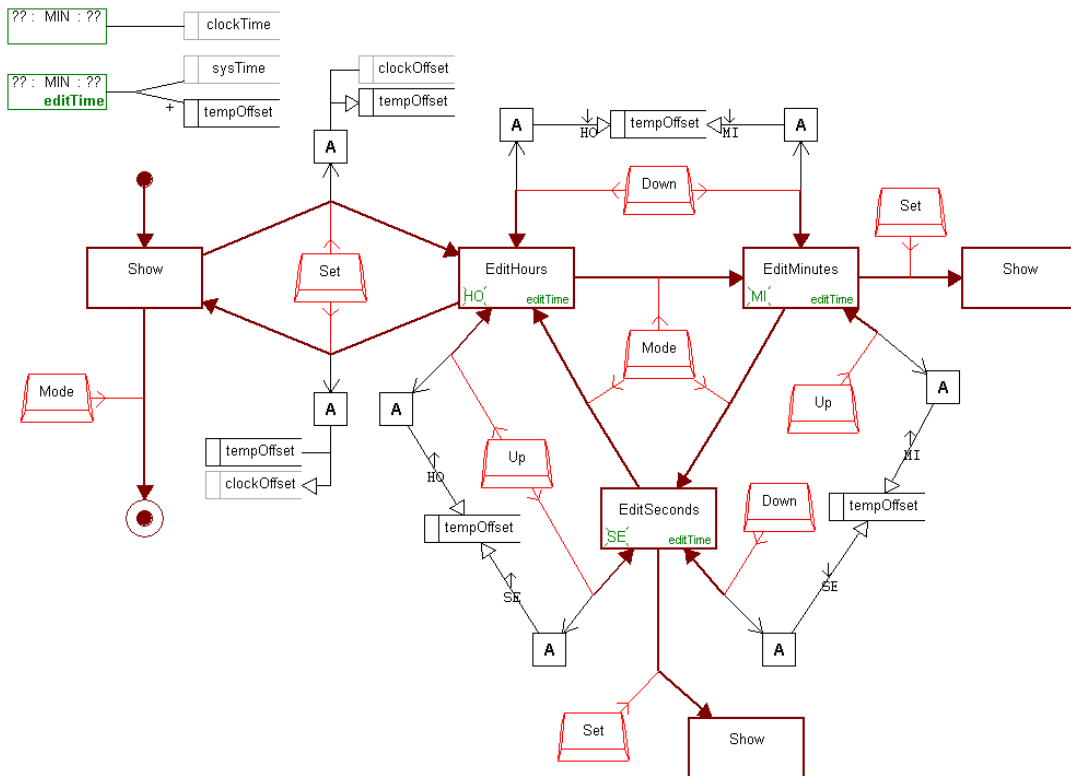 ?? : MIN : ??
clockTime
?? : MIN : ??
editTime
sysTime
+
tempOffset
clockOffset
tempOffset
A
A
HO
tempOffset
MI
A
Down
Set
Show
Set
EditHours
HO
editTime
EditMinutes
MI
editTime
Show
Mode
Mode
A
A
Up
A
tempOffset
clockOffset
HO
Up
MI
tempOffset
EditSeconds
SE
editTime
Down
tempOffset
SE
SE
A
A
Set
Show